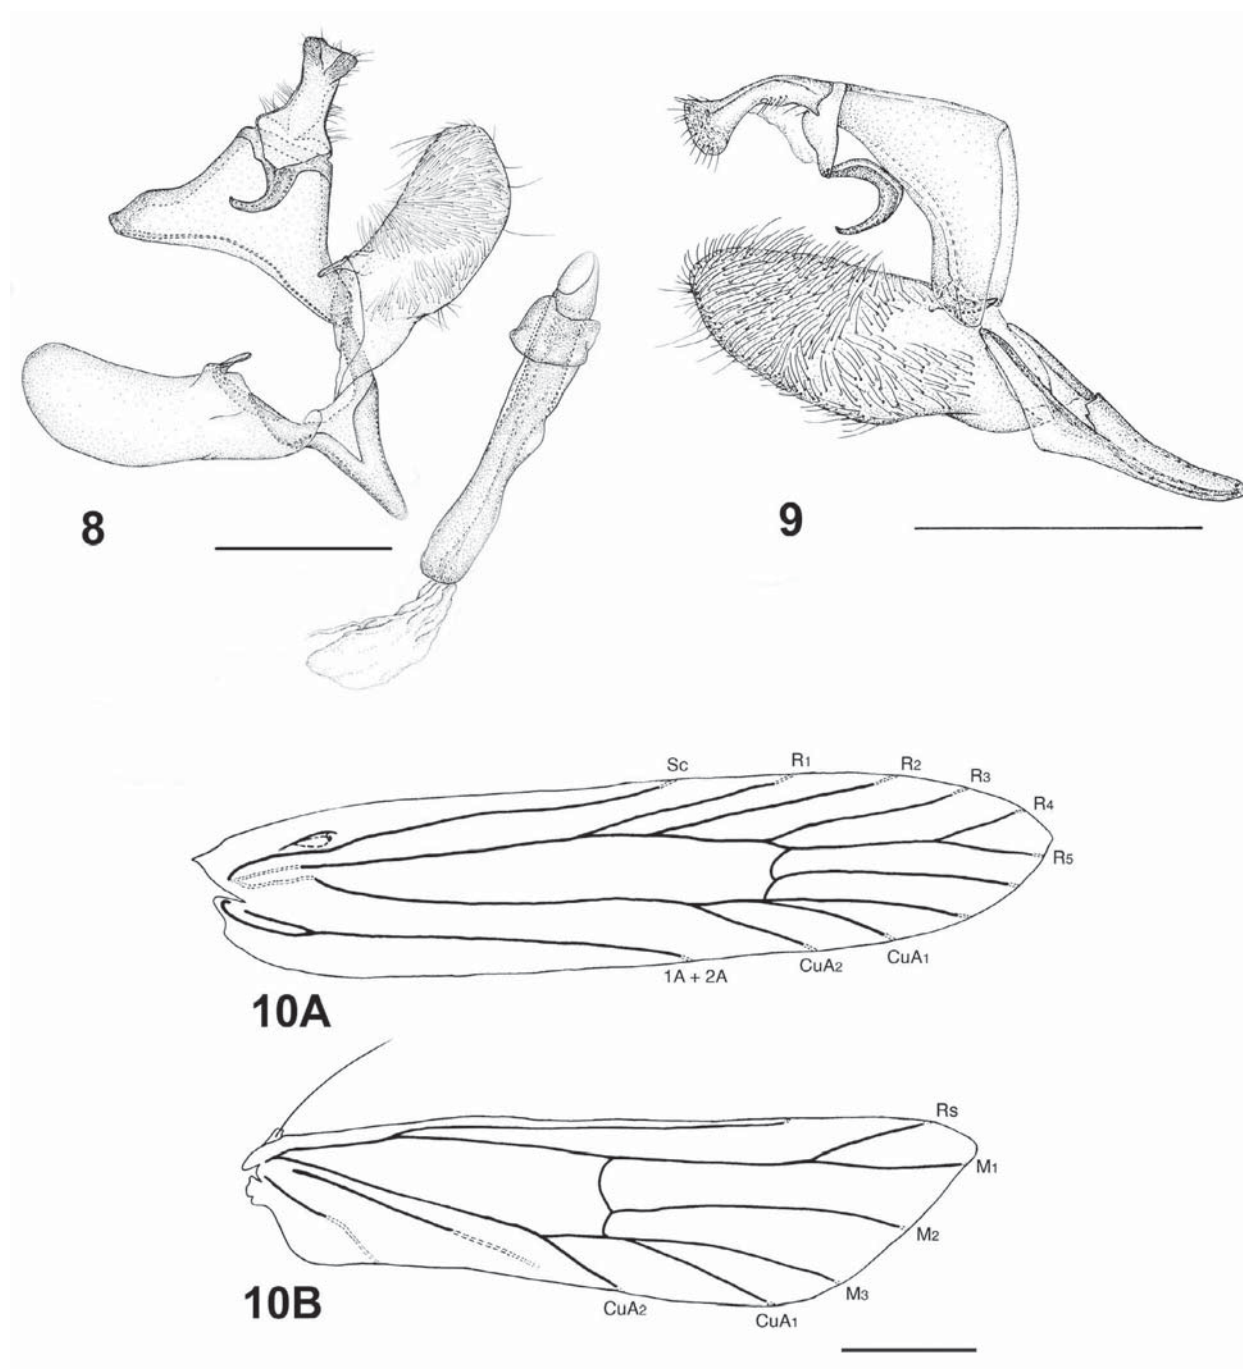 8
9
Sc R1 R2 R3 R4 R5
1A + 2A CuA2 CuA1
10A
Rs M1 M2 M3
CuA2 CuA1
10B